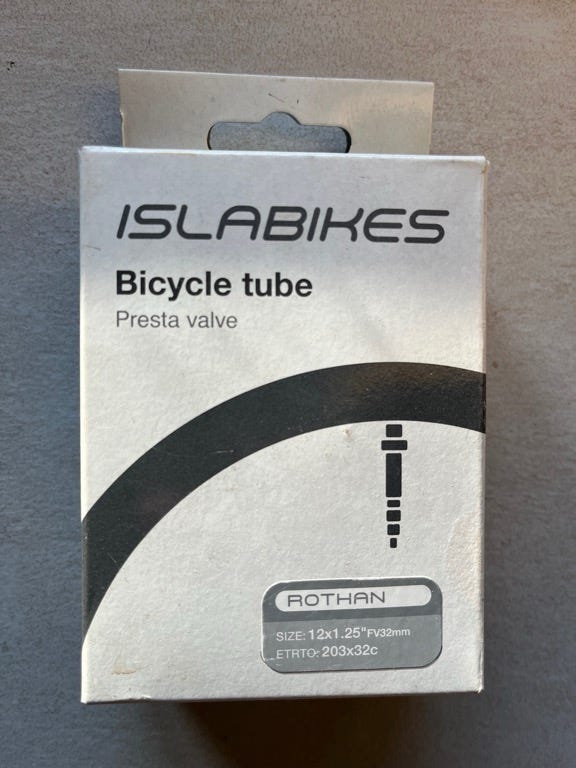 ISLABIKES
Bicycle tube
Presta valve
ROTHAN
SIZE: 12x1.25"FV32mm
ETRTO: 203x32c